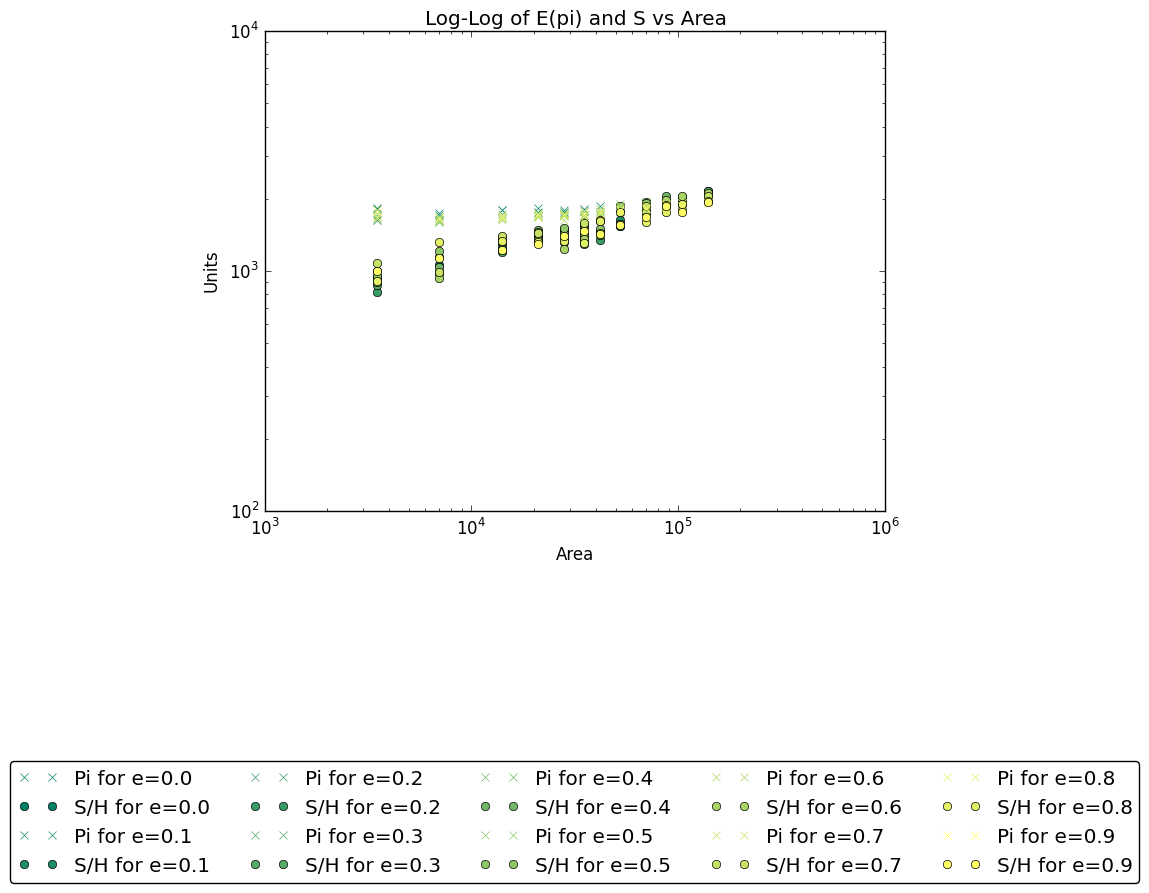 Log-Log of E(pi) and S vs Area
10^4
10^3
10^2
Units
10^3 10^4 10^5 10^6
Area
Pi for e=0.0 Pi for e=0.2 Pi for e=0.4 Pi for e=0.6 Pi for e=0.8
S/H for e=0.0 S/H for e=0.2 S/H for e=0.4 S/H for e=0.6 S/H for e=0.8
Pi for e=0.1 Pi for e=0.3 Pi for e=0.5 Pi for e=0.7 Pi for e=0.9
S/H for e=0.1 S/H for e=0.3 S/H for e=0.5 S/H for e=0.7 S/H for e=0.9